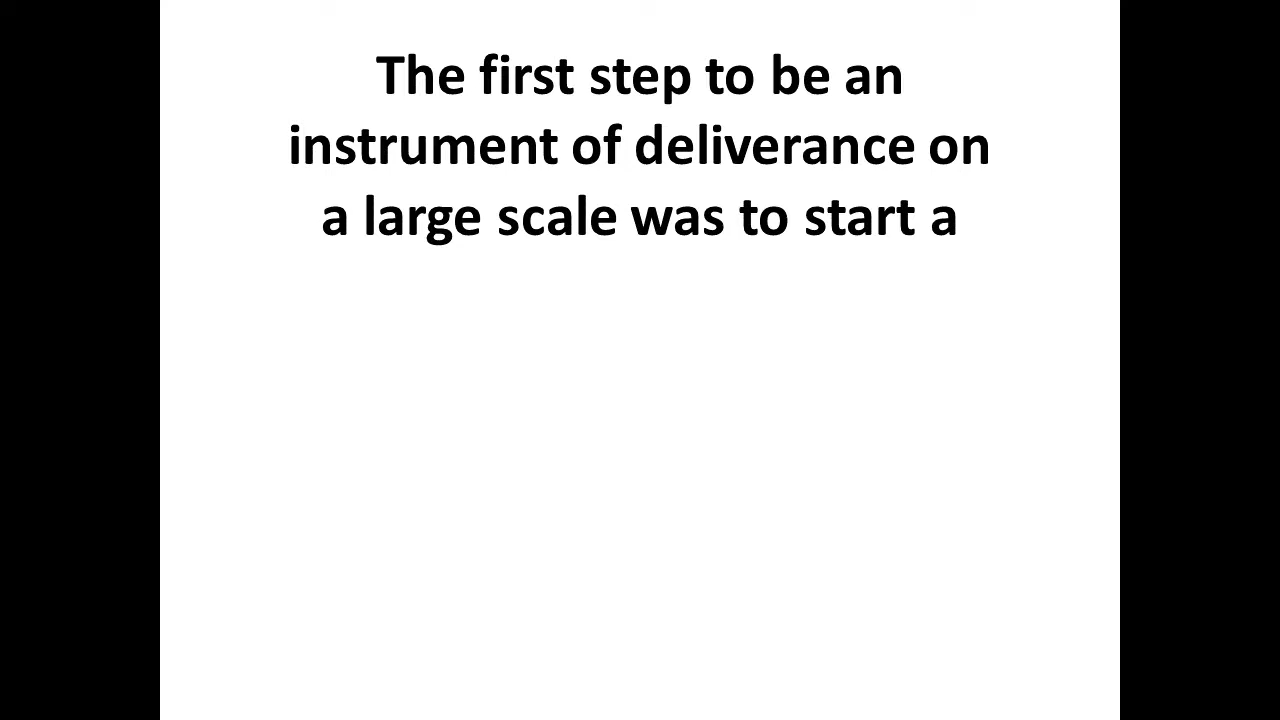 The first step to be an
instrument of deliverance on
a large scale was to start a